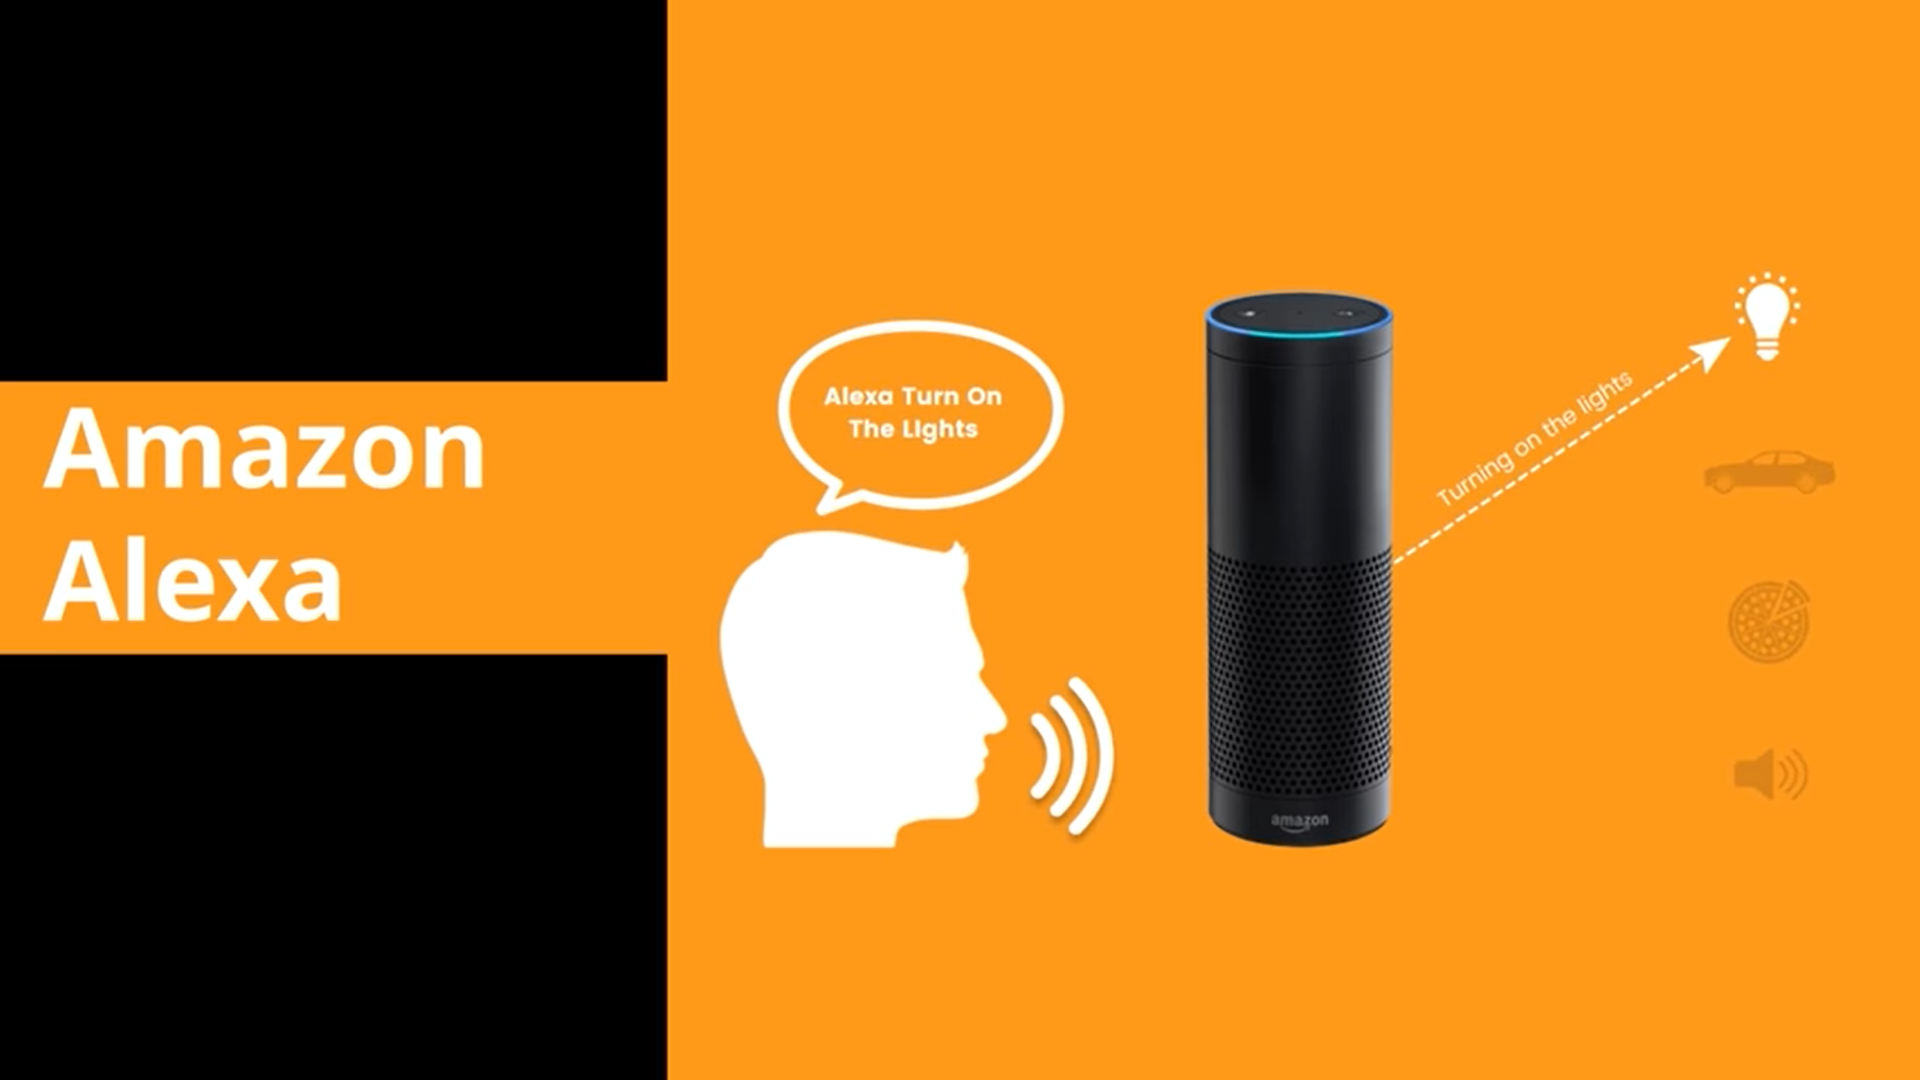 Amazon
Alexa
Alexa Turn On
The LIghts
Turning on the lights
amazon